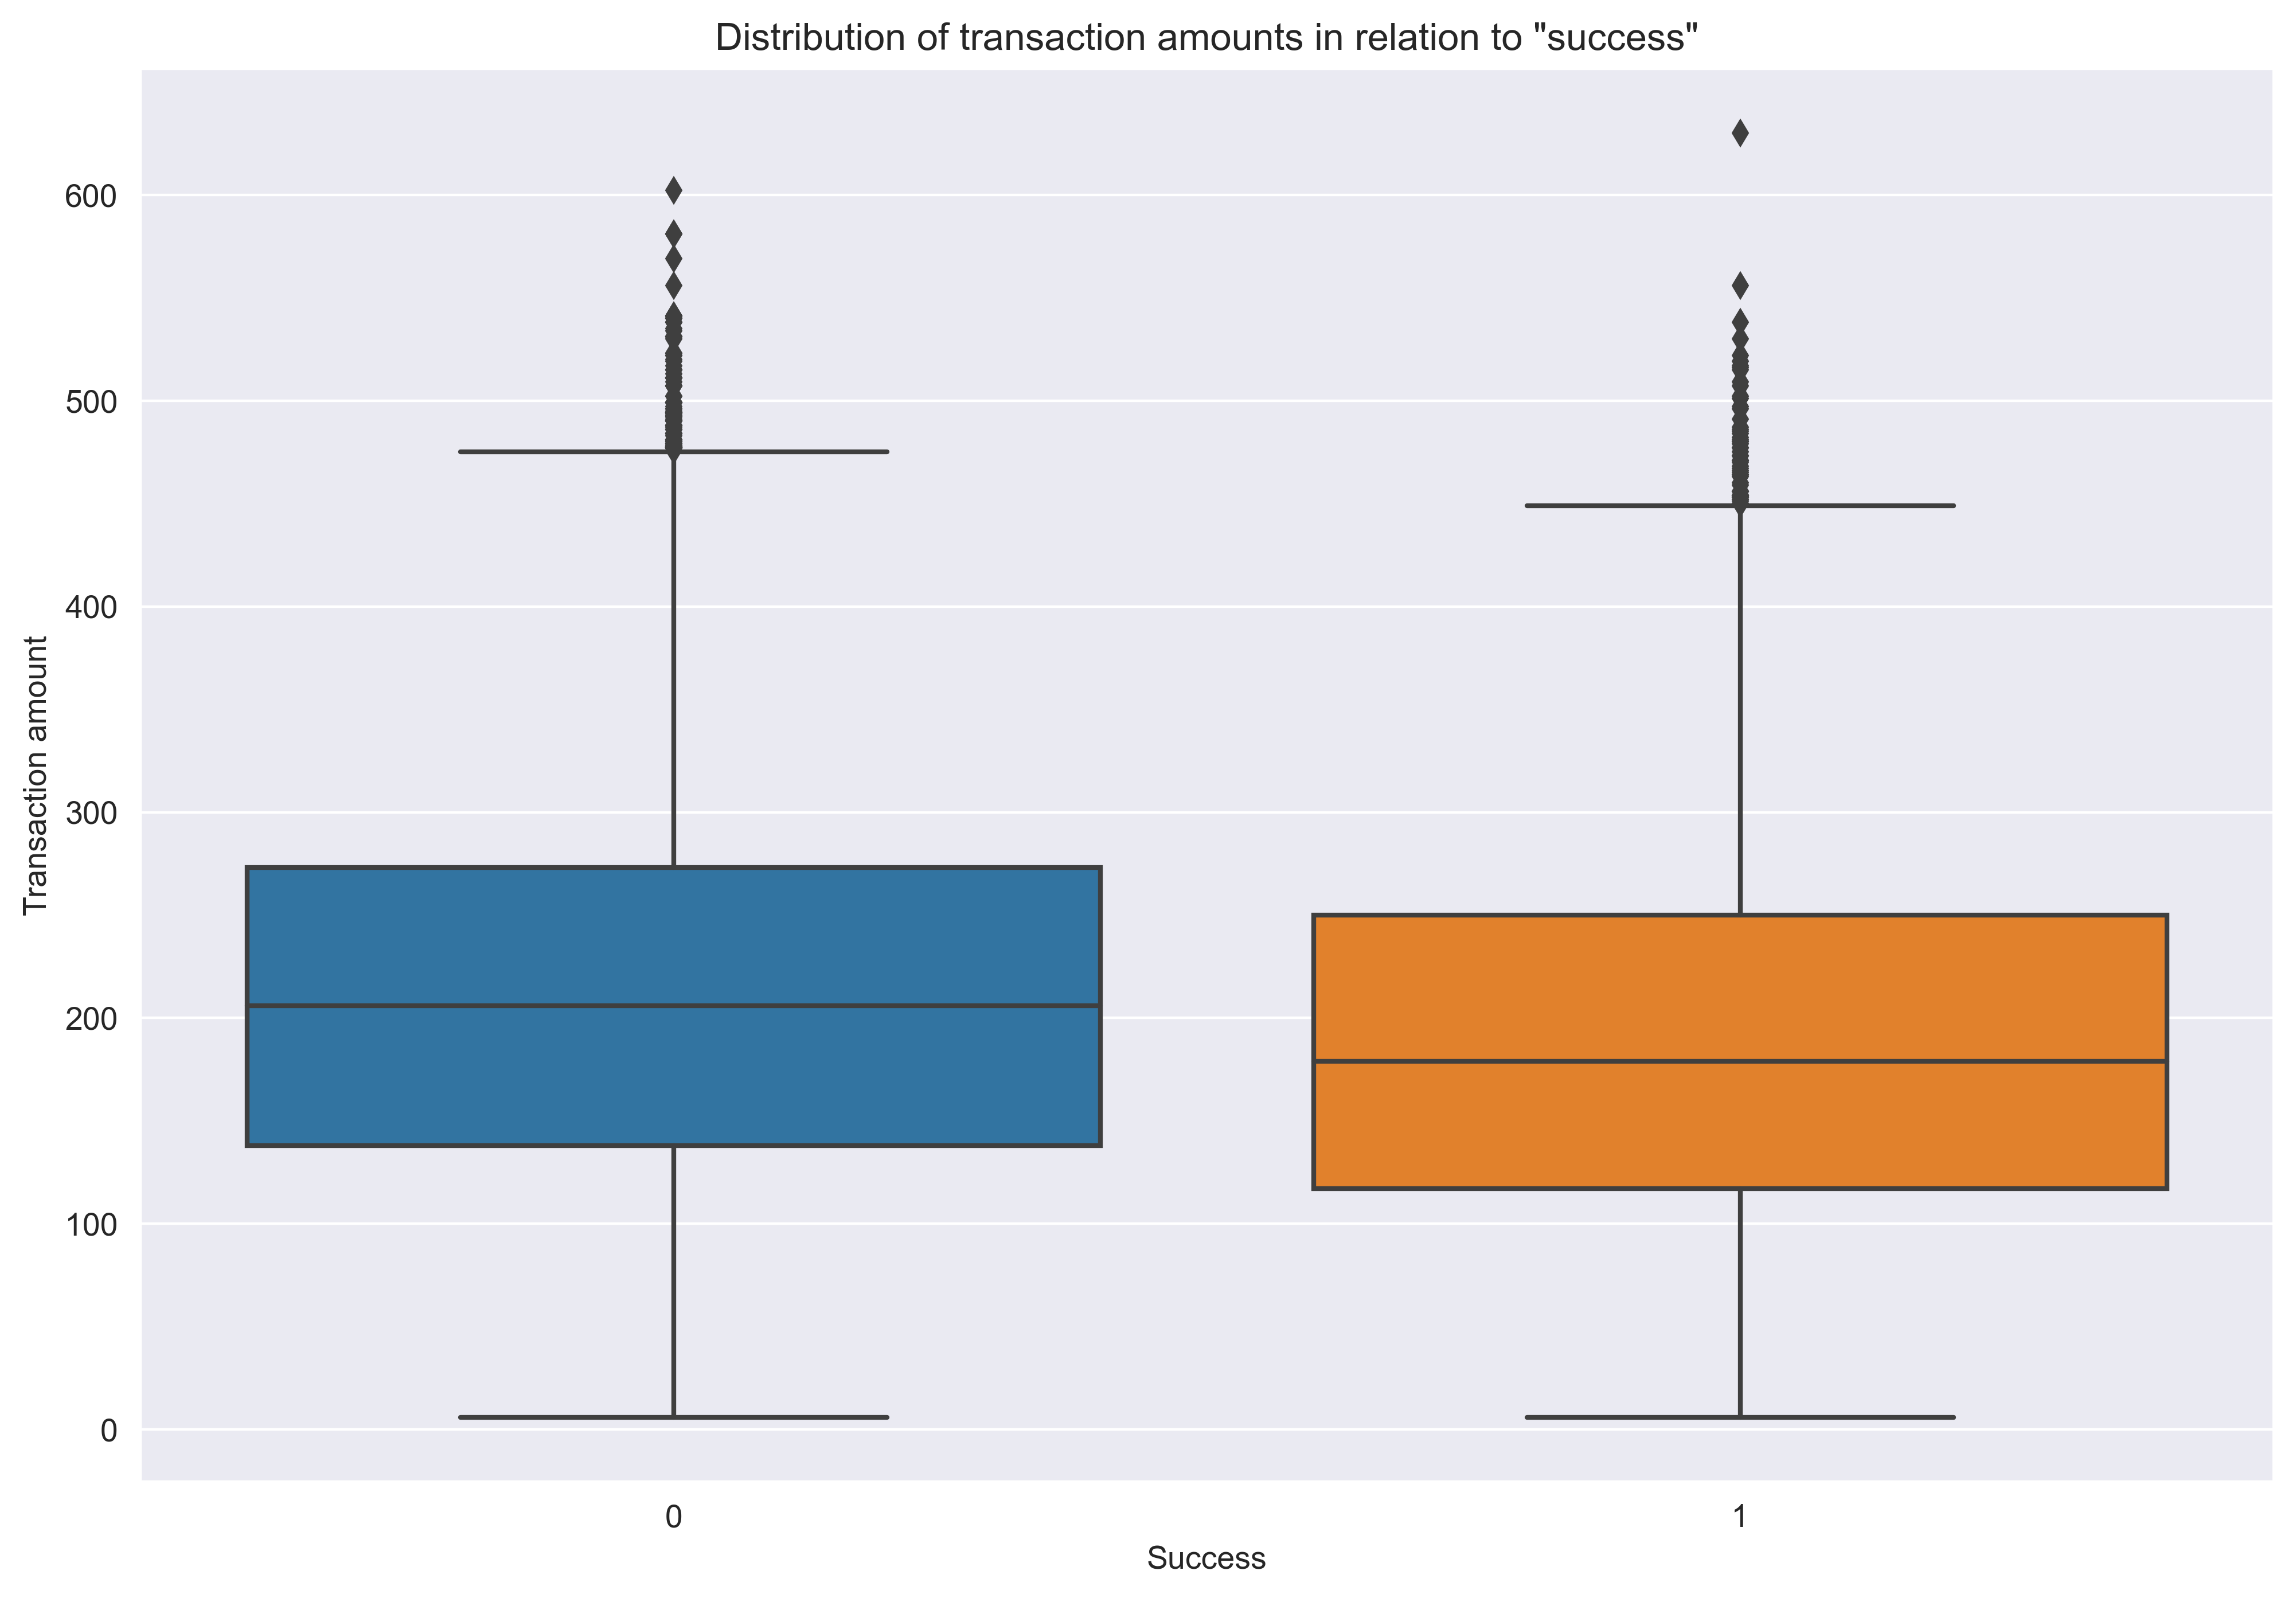 Distribution of transaction amounts in relation to "success"
Transaction amount
600
500
400
300
200
100
0
0 1
Success